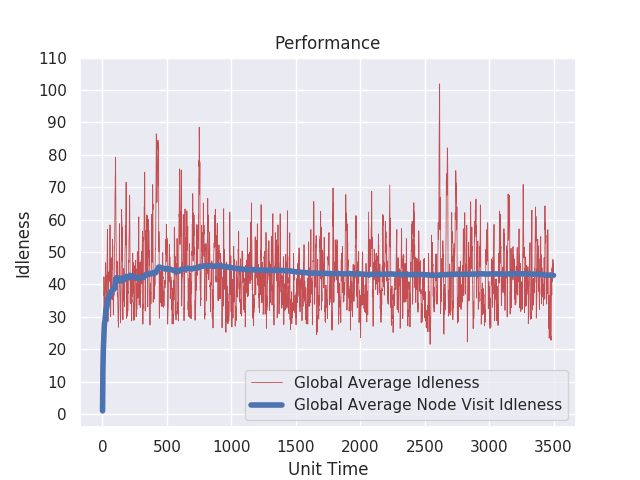 Performance
110
100
90
80
70
60
50
40
30
20
10
0
Idleness
Global Average Idleness
Global Average Node Visit Idleness
0 500 1000 1500 2000 2500 3000 3500
Unit Time